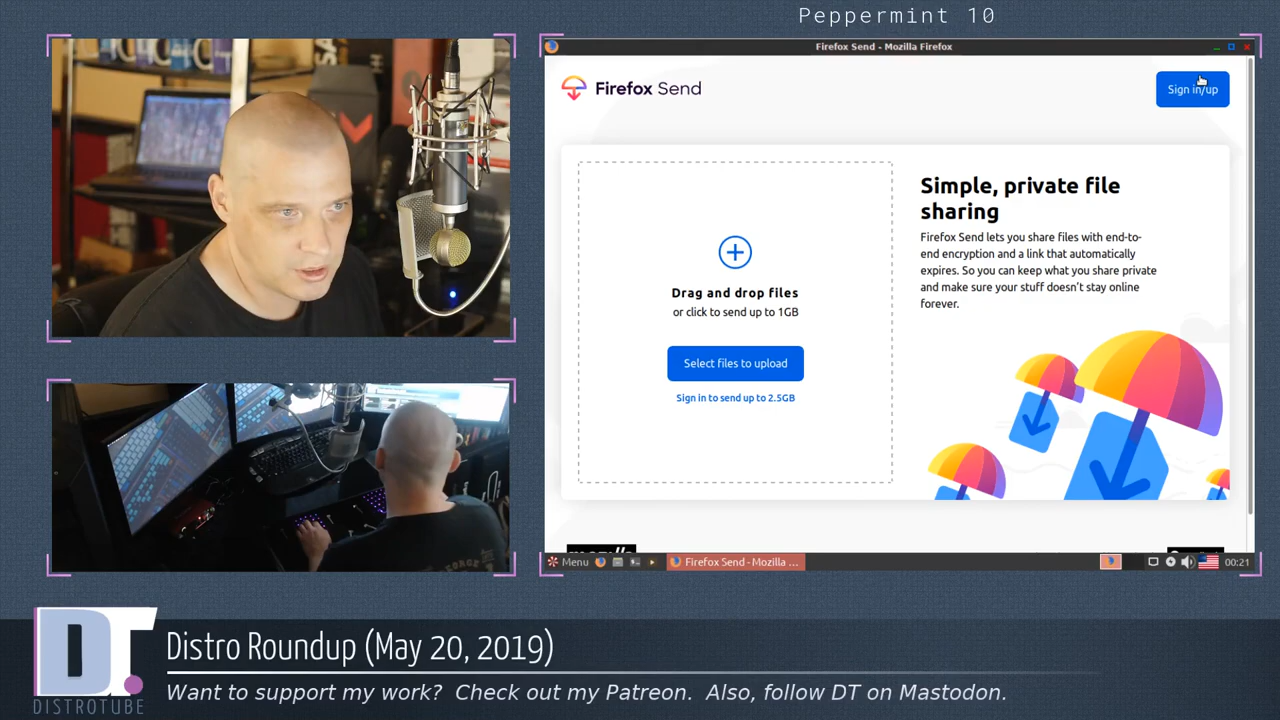 Peppermint 10
Firefox Send - Mozilla Firefox
Firefox Send
Sign in/up
Drag and drop files
or click to send up to 1GB
Select files to upload
Sign in to send up to 2.5GB
Simple, private file
sharing
Firefox Send lets you share files with end-to-
end encryption and a link that automatically
expires. So you can keep what you share private
and make sure your stuff doesn't stay online
forever.
Menu
Firefox Send - Mozilla ...
00:21
DT
DISTROTUBE
Distro Roundup (May 20, 2019)
Want to support my work? Check out my Patreon. Also, follow DT on Mastodon.